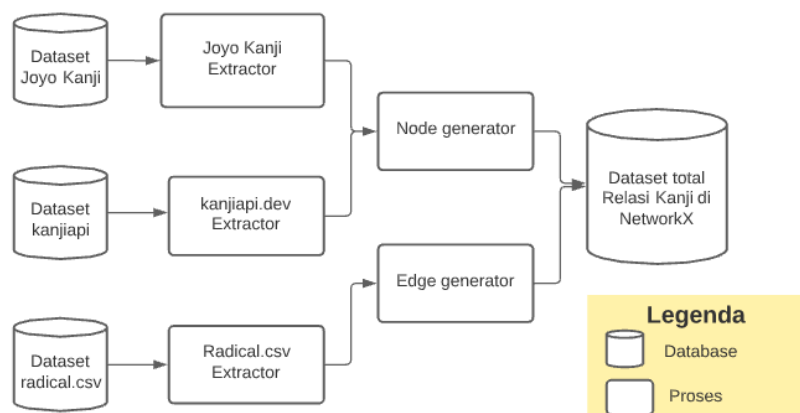 Dataset
Joyo Kanji
Joyo Kanji
Extractor
Dataset
kanjiapi
kanjiapi.dev
Extractor
Dataset
radical.csv
Radical.csv
Extractor
Node generator
Edge generator
Dataset total
Relasi Kanji di
NetworkX
Legenda
Database
Proses